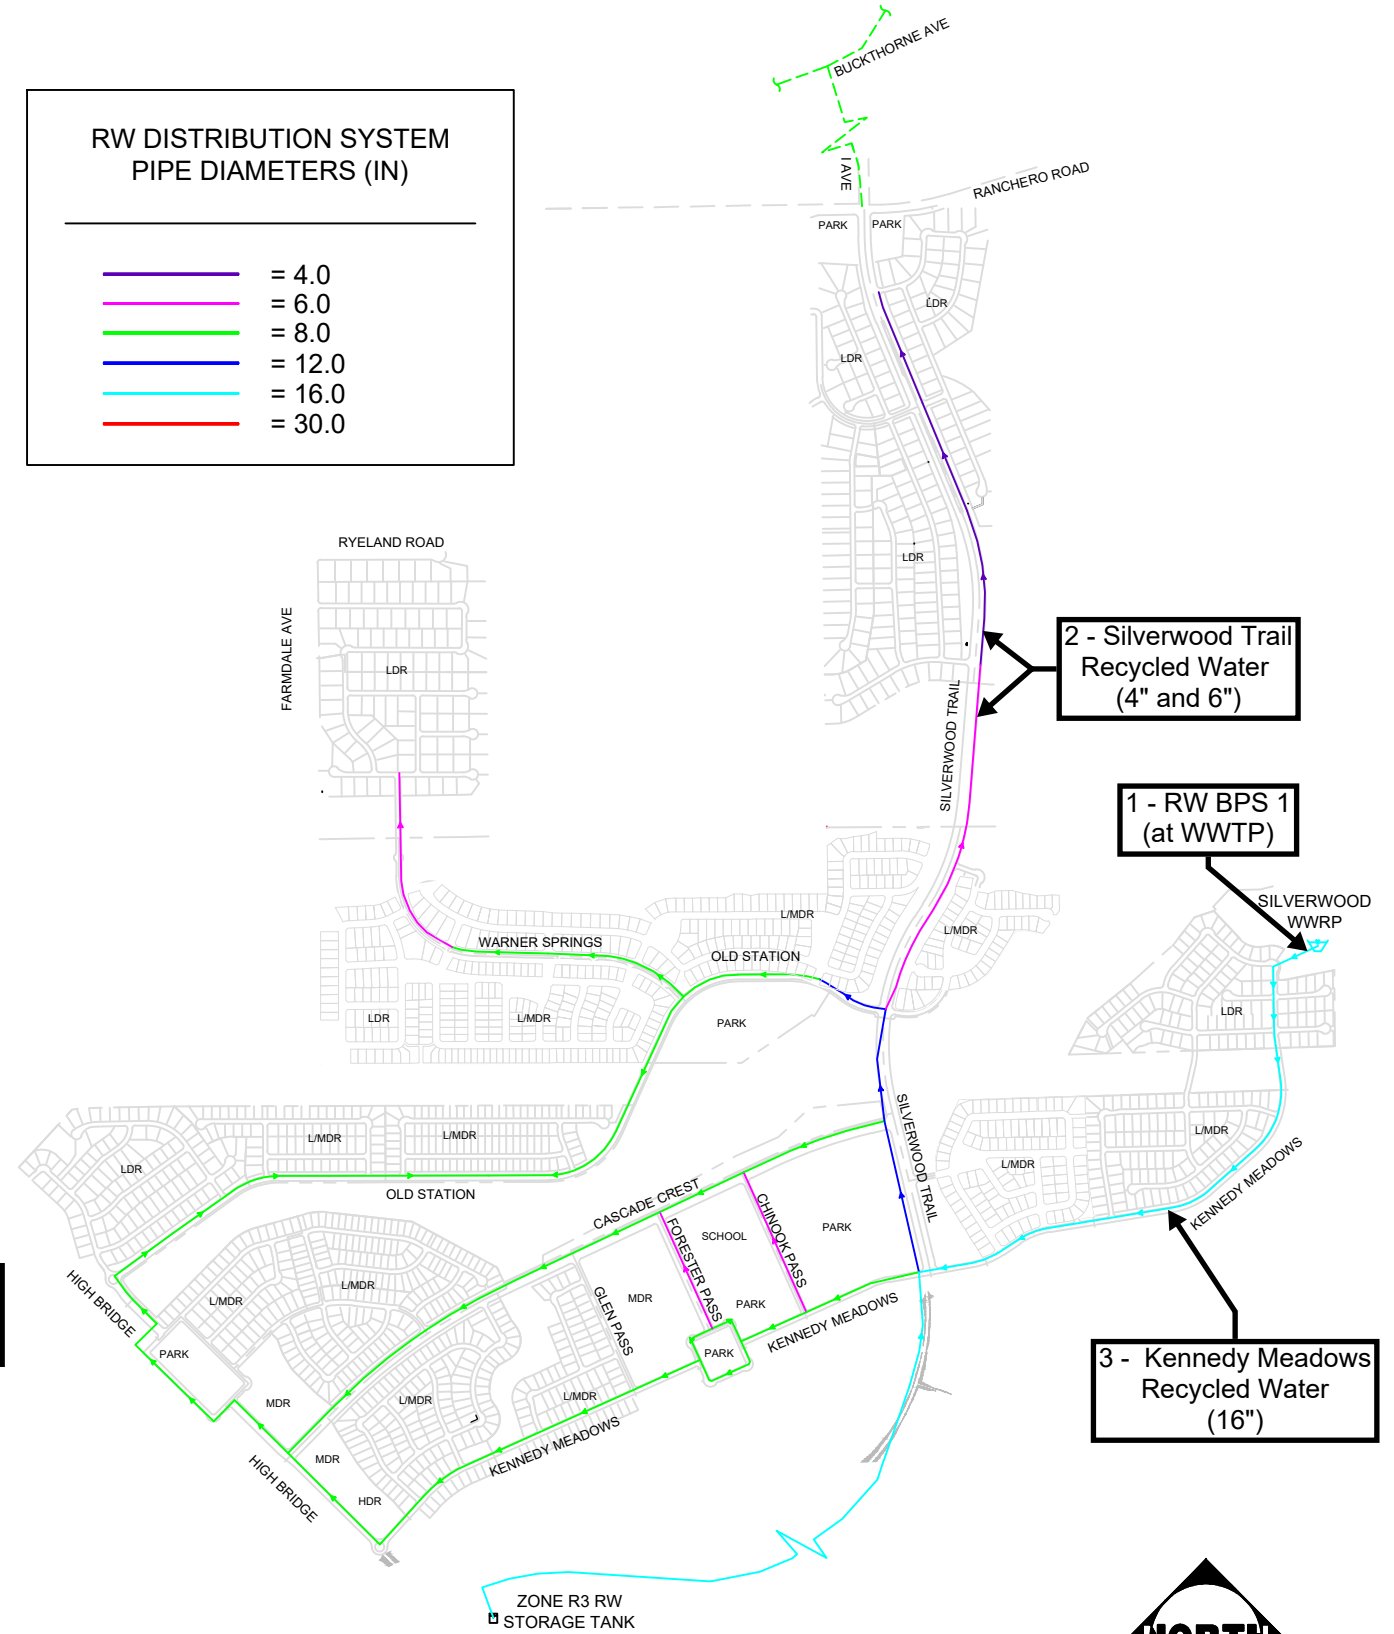 BUCKTHORNE AVE
RW DISTRIBUTION SYSTEM
PIPE DIAMETERS (IN)
= 4.0
= 6.0
= 8.0
= 12.0
= 16.0
= 30.0
I AVE
RANCHERO ROAD
PARK
PARK
LDR
LDR
RYELAND ROAD
LDR
FARMDALE AVE
LDR
2 - Silverwood Trail
Recycled Water
(4" and 6")
SILVERWOOD TRAIL
1 - RW BPS 1
(at WWTP)
SILVERWOOD
WWRP
L/MDR
L/MDR
WARNER SPRINGS
OLD STATION
LDR
L/MDR
PARK
LDR
SILVERWOOD TRAIL
L/MDR
L/MDR
L/MDR
LDR
L/MDR
KENNEDY MEADOWS
OLD STATION
CASCADE CREST
CHINOOK PASS
FORESTER PASS
SCHOOL
PARK
HIGH BRIDGE
L/MDR
L/MDR
GLEN PASS
MDR
PARK
KENNEDY MEADOWS
PARK
PARK
3 - Kennedy Meadows
Recycled Water
(16")
MDR
L/MDR
L/MDR
KENNEDY MEADOWS
MDR
HIGH BRIDGE
HDR
ZONE R3 RW
STORAGE TANK
NORTH